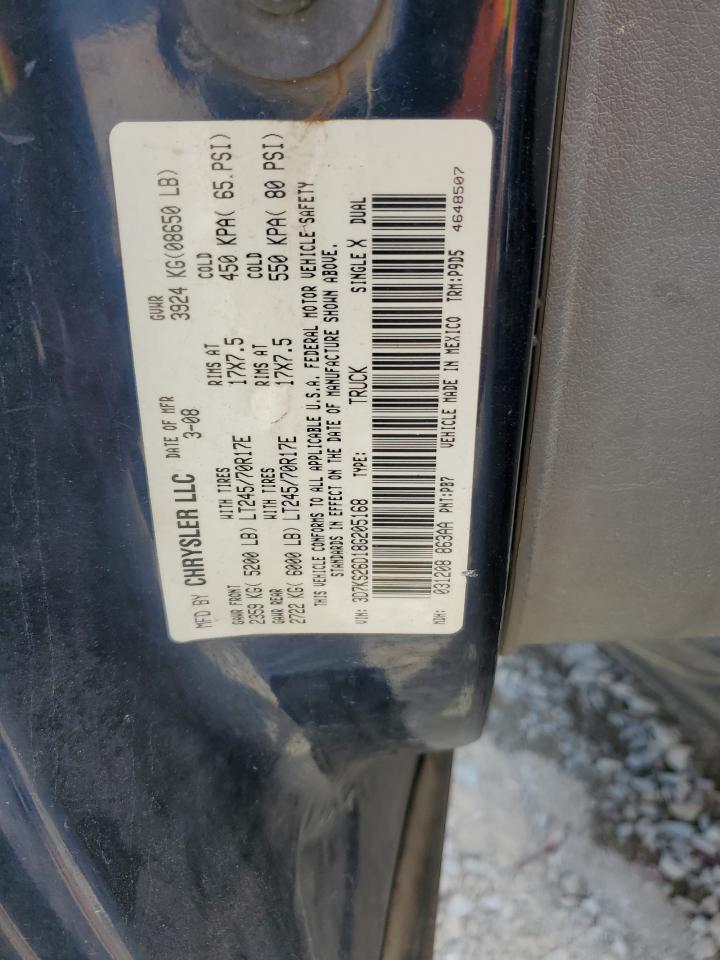 MFD BY CHRYSLER LLC DATE OF MFR GVWR
3-08 3924 KG(08650 LB)
GAWR FRONT WITH TIRES RIMS AT COLD
2359 KG( 5200 LB) LT245/70R17E 17X7.5 450 KPA( 65 PSI)
GAWR REAR WITH TIRES RIMS AT COLD
2722 KG( 6000 LB) LT245/70R17E 17X7.5 550 KPA( 80 PSI)
THIS VEHICLE CONFORMS TO ALL APPLICABLE U.S.A. FEDERAL MOTOR VEHICLE SAFETY
STANDARDS IN EFFECT ON THE DATE OF MANUFACTURE SHOWN ABOVE.
VIN: 3D7KS26D18G205168 TYPE: TRUCK SINGLE X DUAL
MDH: 031208 863AA PNT:PB7 VEHICLE MADE IN MEXICO TRM:P9D5 4648507